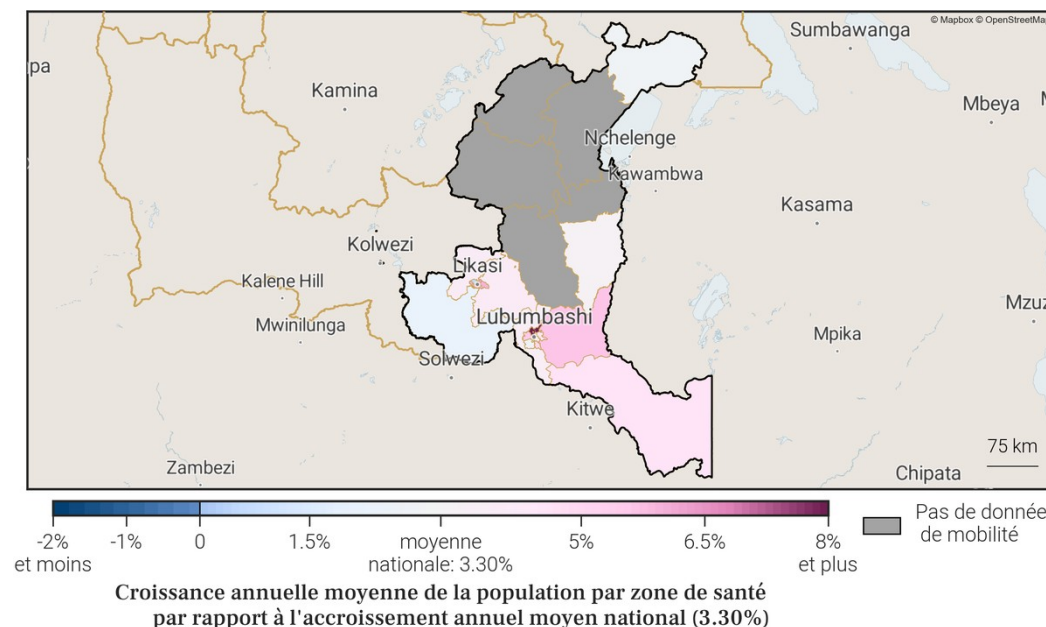 © Mapbox © OpenStreetMap
Sumbawanga
pa
Kamina
Mbeya
Nchelenge
Kawambwa
Kasama
Kolwezi
Likasi
Kalene Hill
Mzuz
Lubumbashi
Mwinilunga
Mpika
Solwezi
Kitwe
75 km
Zambezi
Chipata
-2%
et moins
-1%
0
1.5%
moyenne
nationale: 3.30%
5%
6.5%
8%
et plus
Pas de donnée
de mobilité
Croissance annuelle moyenne de la population par zone de santé
par rapport à l'accroissement annuel moyen national (3.30%)